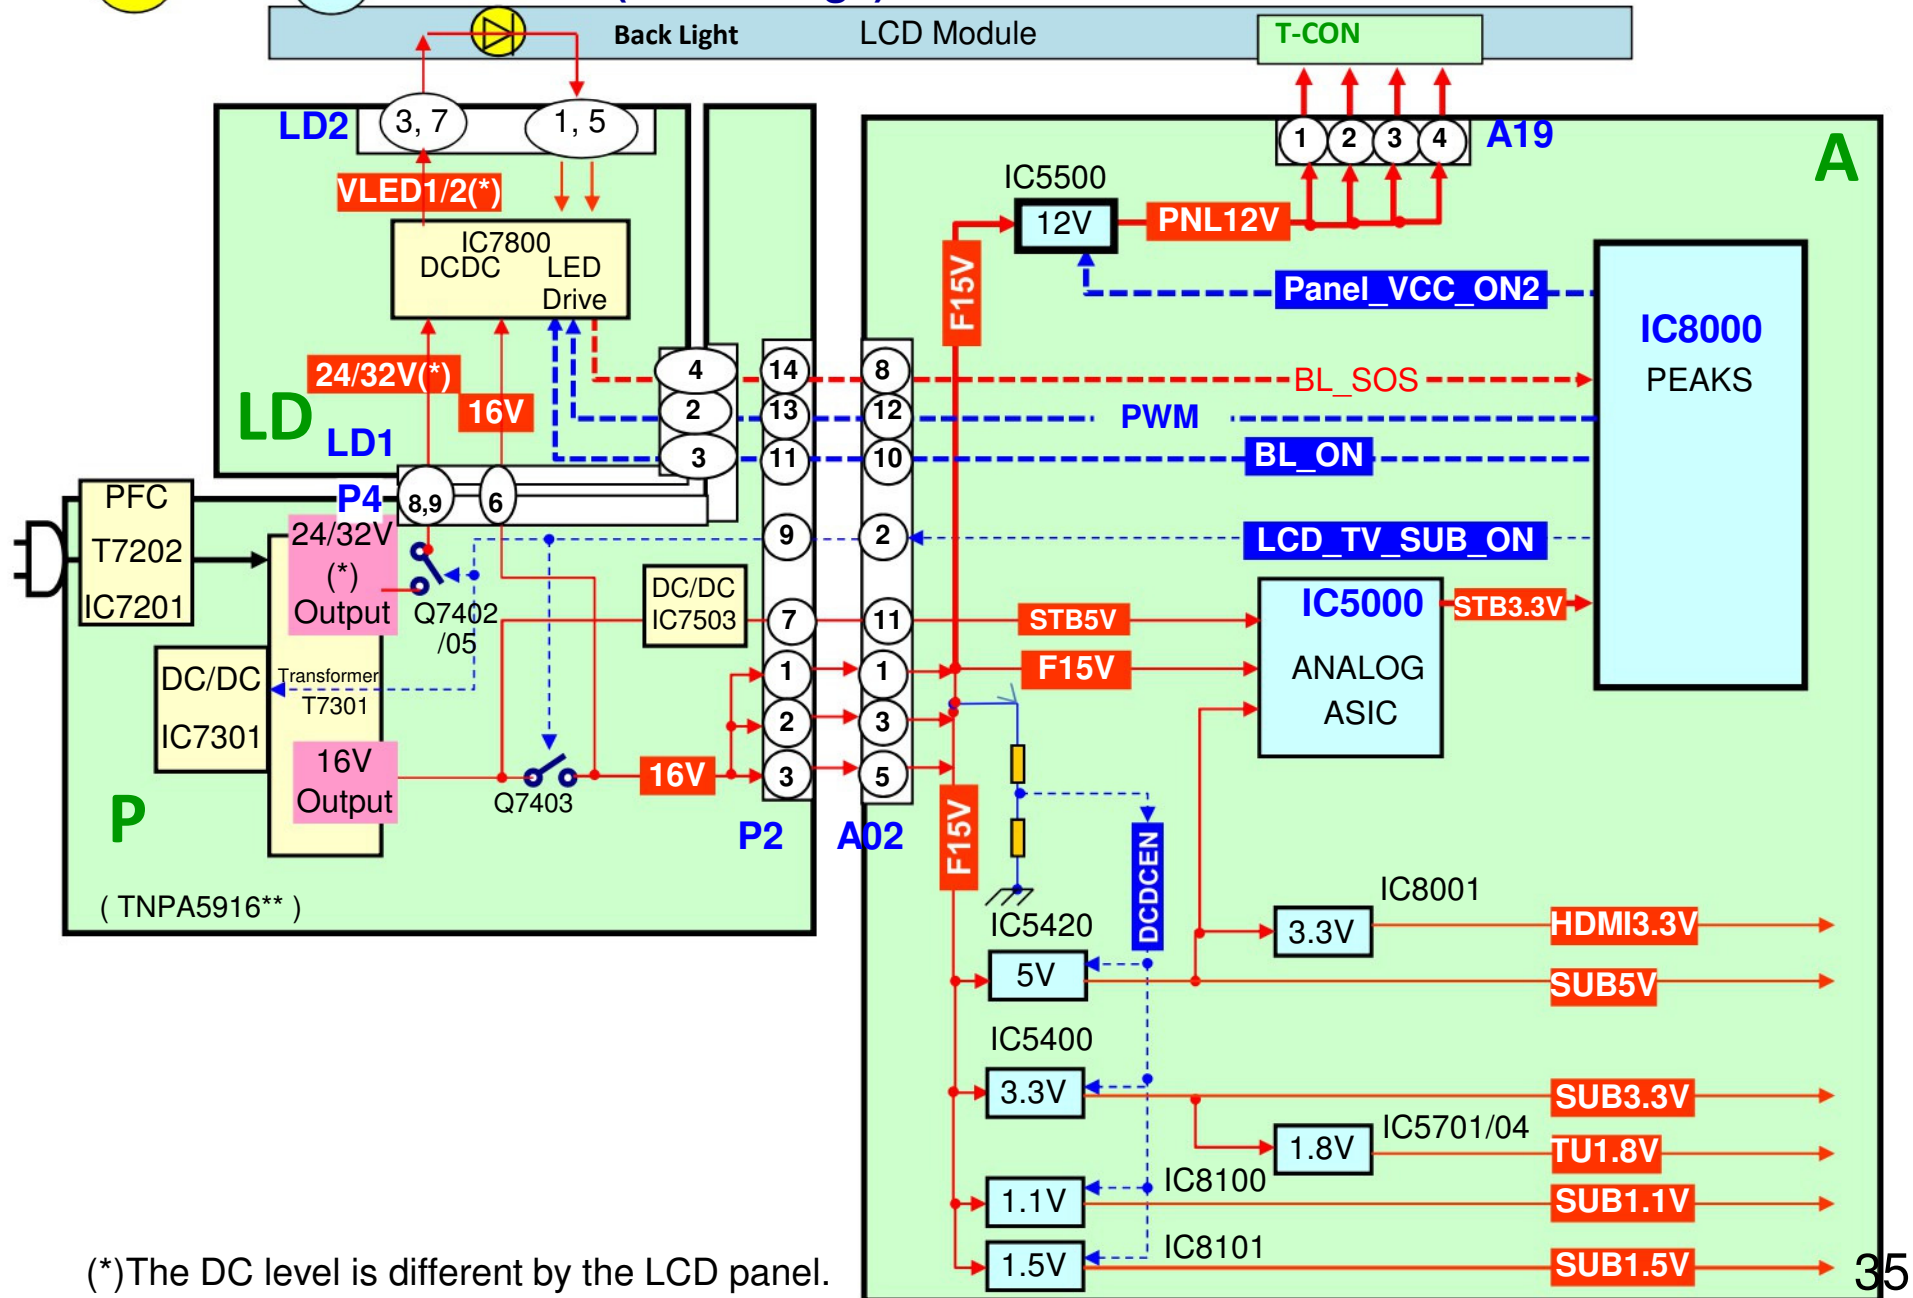 Back Light
LCD Module
T-CON
LD2
3, 7
1, 5
1
2
3
4
A19
A
VLED1/2(*)
IC5500
12V
PNL12V
IC7800
DCDC
LED
Drive
F15V
Panel_VCC_ON2
IC8000
PEAKS
24/32V(*)
16V
4
14
8
BL_SOS
LD
2
13
12
PWM
LD1
3
11
10
BL_ON
PFC
T7202
IC7201
P4
8,9
6
24/32V
(*)
Output
9
2
LCD_TV_SUB_ON
Q7402
/05
DC/DC
IC7503
7
11
STB5V
IC5000
ANALOG
ASIC
STB3.3V
DC/DC
IC7301
Transformer
T7301
1
1
F15V
2
3
16V
Output
Q7403
16V
3
5
P
P2
A02
F15V
DCDCEN
( TNPA5916** )
IC5420
5V
IC8001
3.3V
HDMI3.3V
SUB5V
IC5400
3.3V
SUB3.3V
1.8V
IC5701/04
TU1.8V
1.1V
IC8100
SUB1.1V
1.5V
IC8101
SUB1.5V
(*)The DC level is different by the LCD panel.
35